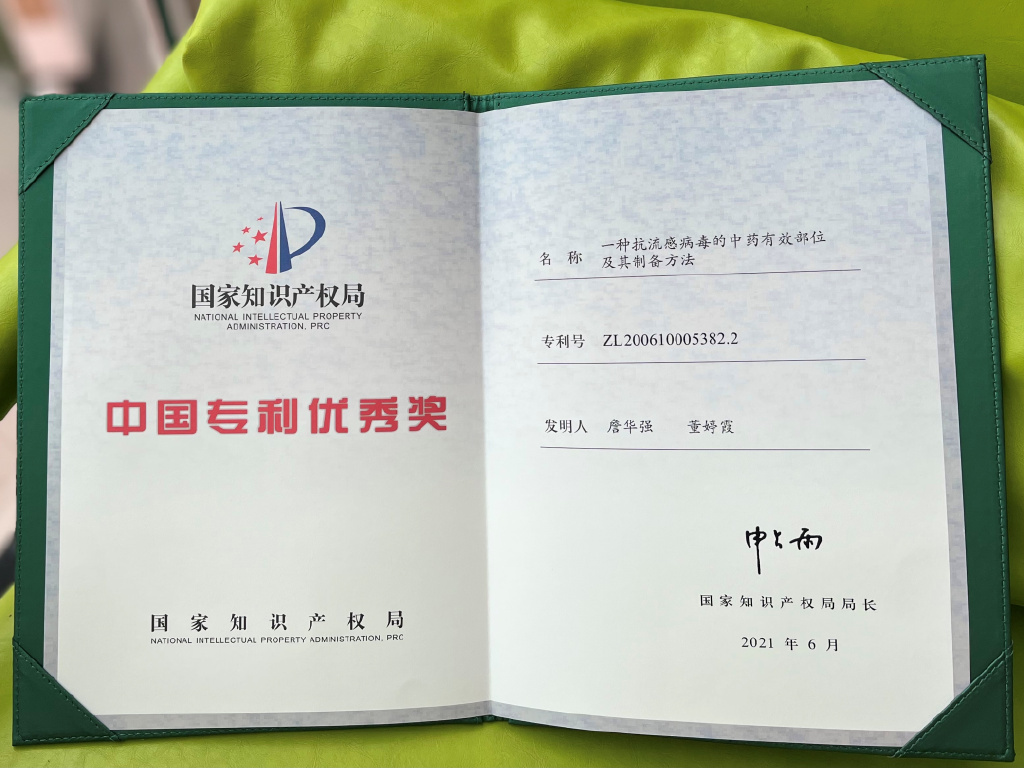 国家知识产权局
NATIONAL INTELLECTUAL PROPERTY
ADMINISTRATION, PRC
中国专利优秀奖
国家知识产权局
NATIONAL INTELLECTUAL PROPERTY ADMINISTRATION, PRC
名 称 一种抗流感病毒的中药有效部位
及其制备方法
专利号 ZL200610005382.2
发明人 詹华强 董婷霞
申长雨
国家知识产权局局长
2021 年 6 月